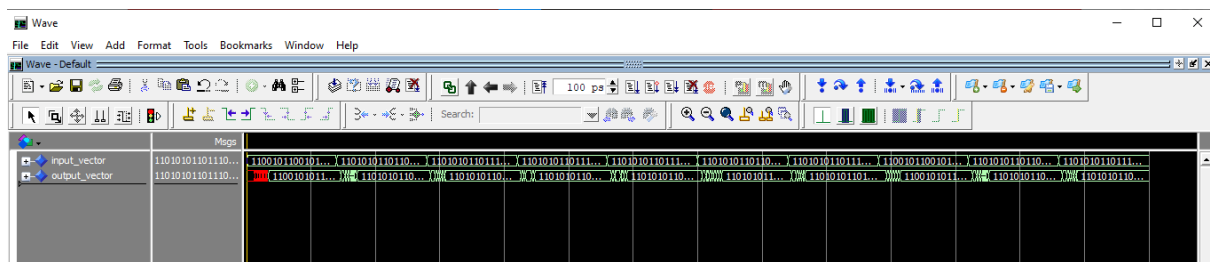 Wave
File Edit View Add Format Tools Bookmarks Window Help
Wave - Default
100 ps
Search:
Msgs
input_vector 11010101101110... 1100101100101... 1101010110110... 1101010110111... 1101010110111... 1101010110111... 1101010110110... 1101010110111... 1100101100101... 1101010110110... 1101010110111...
output_vector 11010101101110... 1100101011... 1101010110... 1101010110... 1101010110... 1101010110... 110101011... 11010101101... 1100101011... 1101010110... 1101010110...